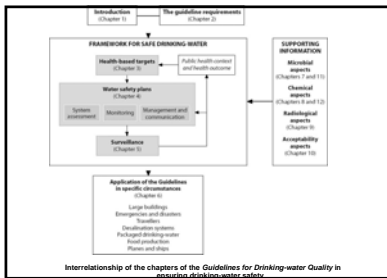 Introduction
(Chapter 1)
The guideline requirements
(Chapter 2)
FRAMEWORK FOR SAFE DRINKING-WATER
Health-based targets
(Chapter 3)
Public health context
and health outcome
Water safety plans
(Chapter 4)
System
assessment
Monitoring
Management and
communication
Surveillance
(Chapter 5)
SUPPORTING
INFORMATION
Microbial
aspects
(Chapters 7 and 11)
Chemical
aspects
(Chapters 8 and 12)
Radiological
aspects
(Chapter 9)
Acceptability
aspects
(Chapter 10)
Application of the Guidelines
in specific circumstances
(Chapter 6)
Large buildings
Emergencies and disasters
Travellers
Desalination systems
Packaged drinking-water
Food production
Planes and ships
Interrelationship of the chapters of the Guidelines for Drinking-water Quality in
ensuring drinking-water safety